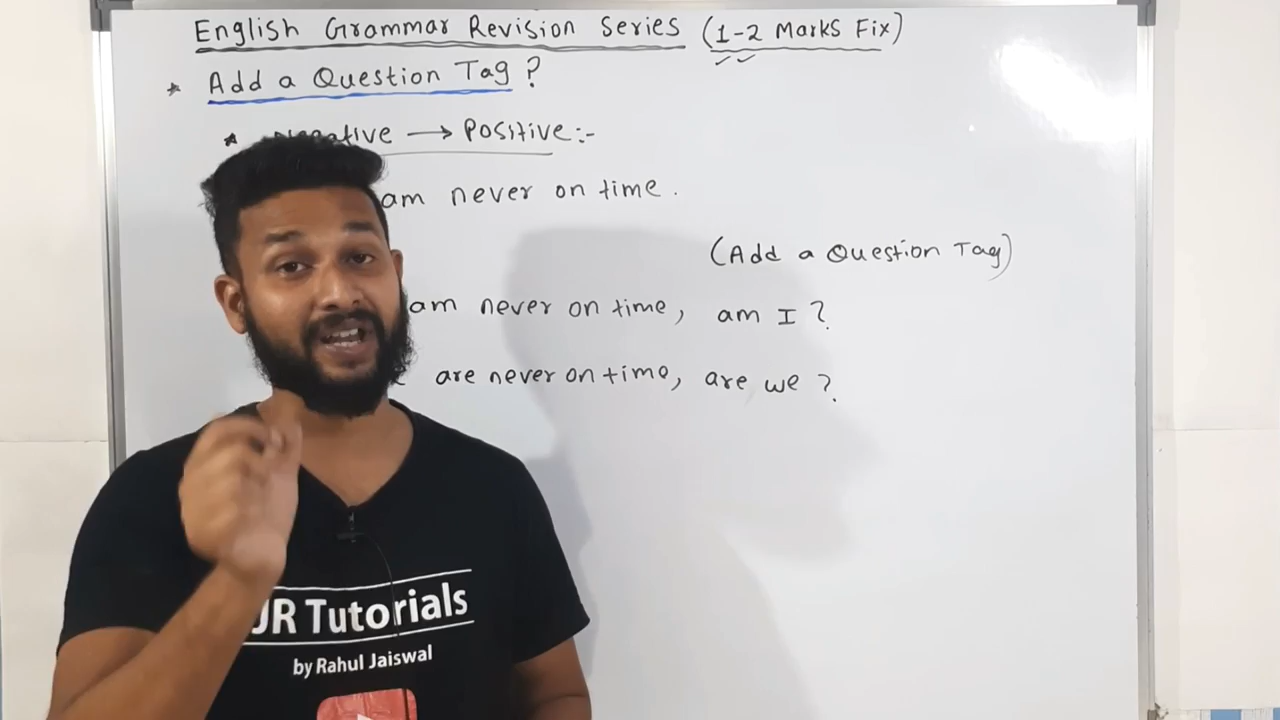 English Grammar Revision Series (1-2 Marks Fix)
* Add a Question Tag ?
* Negative → Positive:-
am never on time.
(Add a Question Tag)
am never on time, am I ?
are never on time, are we ?
JR Tutorials
by Rahul Jaiswal